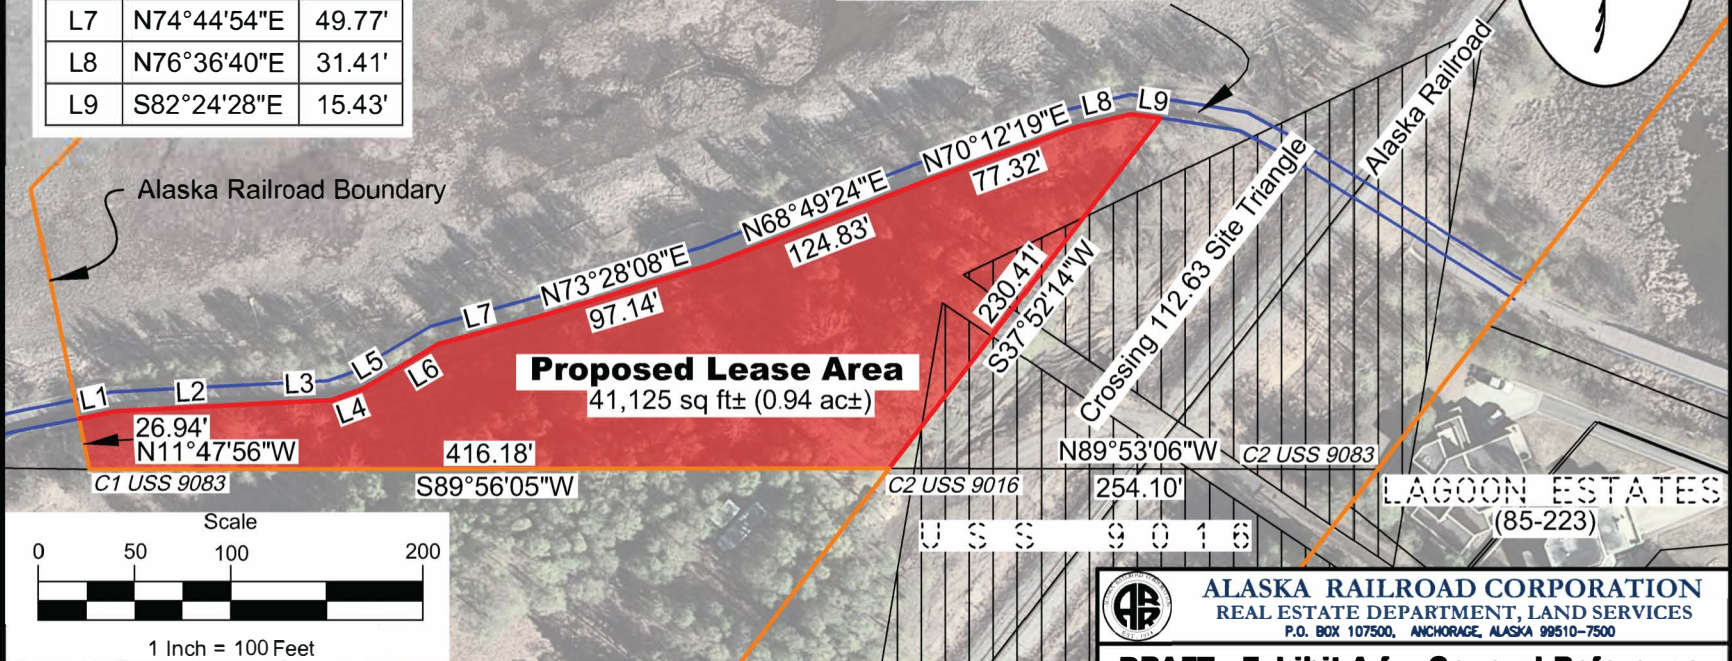 L7 N74°44'54"E 49.77'
L8 N76°36'40"E 31.41'
L9 S82°24'28"E 15.43'
Alaska Railroad Boundary
L1
L2
L3
L4
L5
L6
L7
N73°28'08"E
97.14'
N68°49'24"E
124.83'
N70°12'19"E
77.32'
L8
L9
230.41'
S37°52'14"W
Crossing 112.63 Site Triangle
Alaska Railroad
Proposed Lease Area
41,125 sq ft± (0.94 ac±)
26.94'
N11°47'56"W
416.18'
S89°56'05"W
C1 USS 9083
C2 USS 9016
N89°53'06"W
254.10'
C2 USS 9083
LAGOON ESTATES
(85-223)
USS 9016
Scale
0 50 100 200
1 Inch = 100 Feet
ARR
ALASKA RAILROAD CORPORATION
REAL ESTATE DEPARTMENT, LAND SERVICES
P.O. BOX 107500, ANCHORAGE, ALASKA 99510-7500